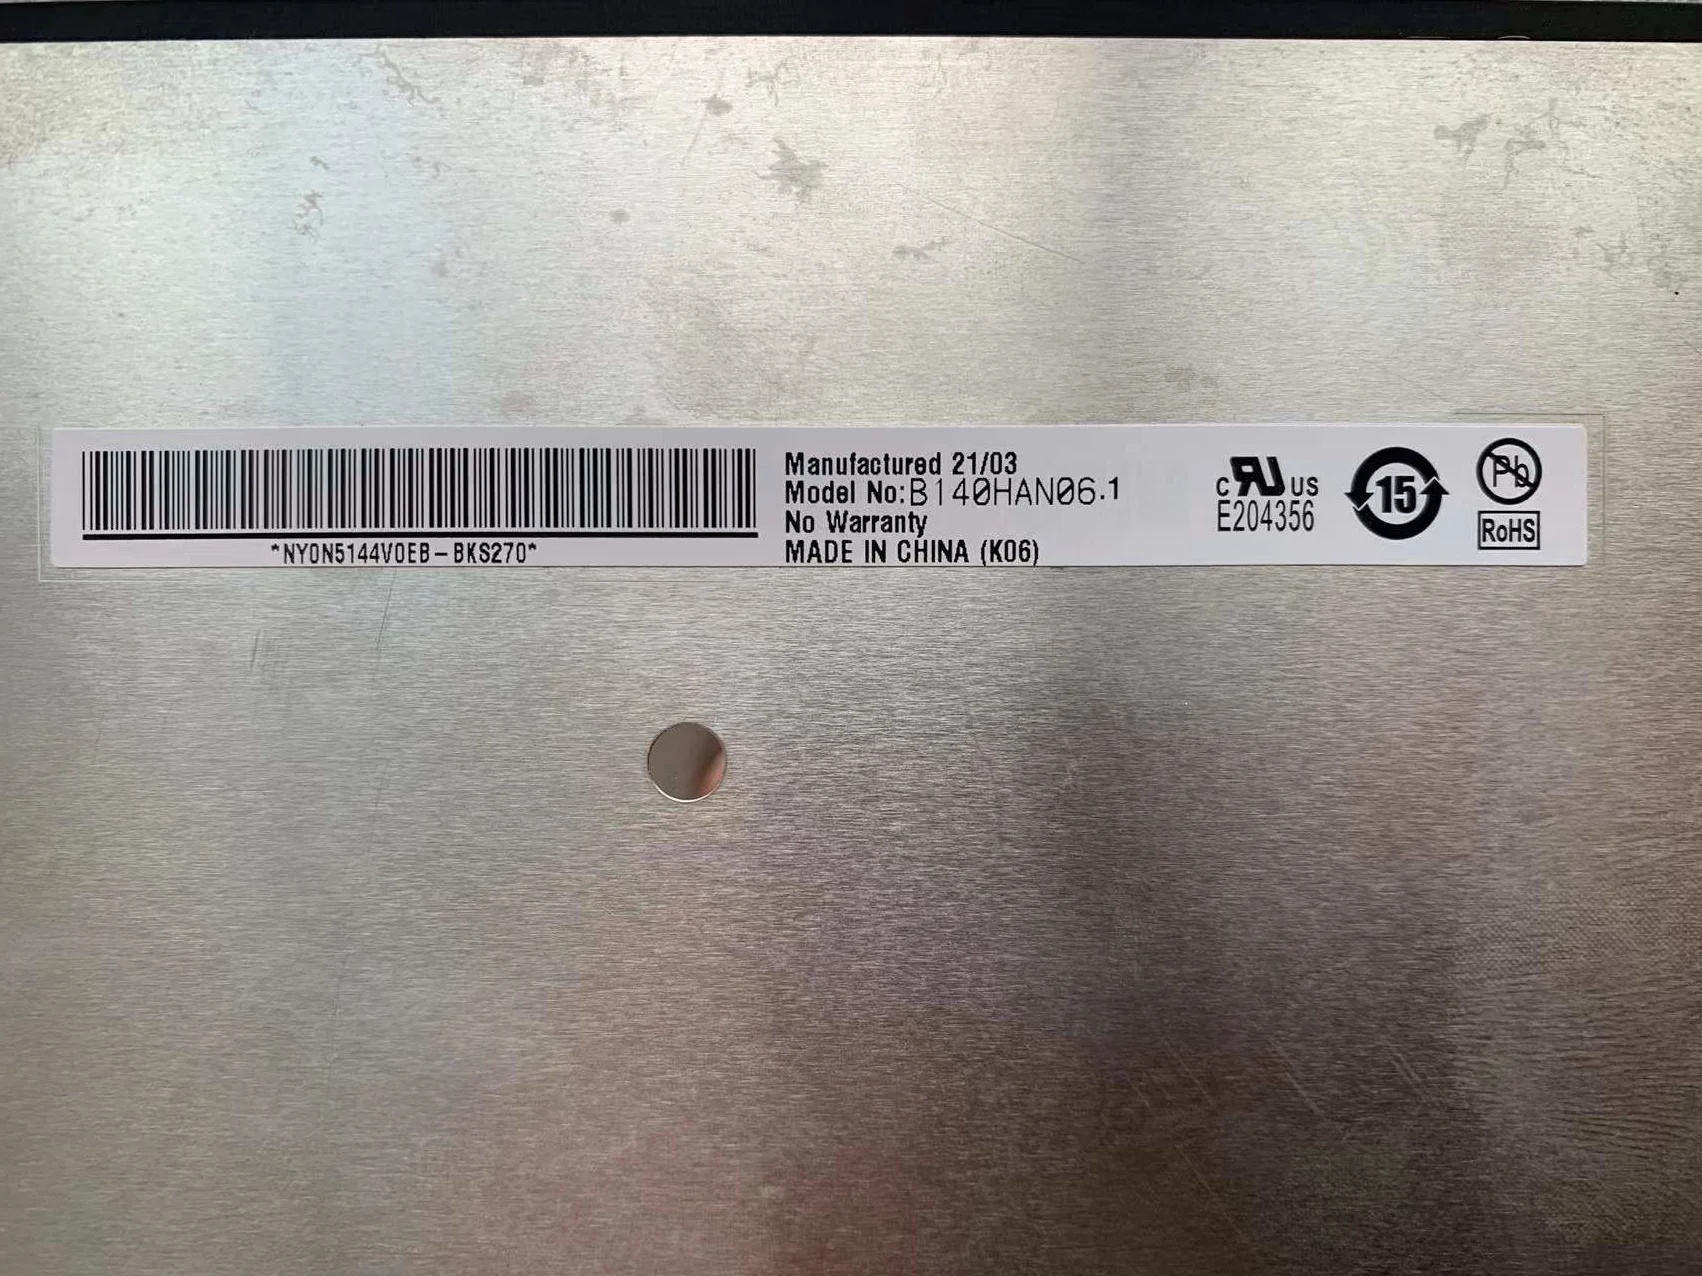 Manufactured 21/03
Model No:B140HAN06.1
No Warranty
MADE IN CHINA (K06)
*NY0N5144V0EB-BKS270*
c RU US
E204356
15
Pb
RoHS